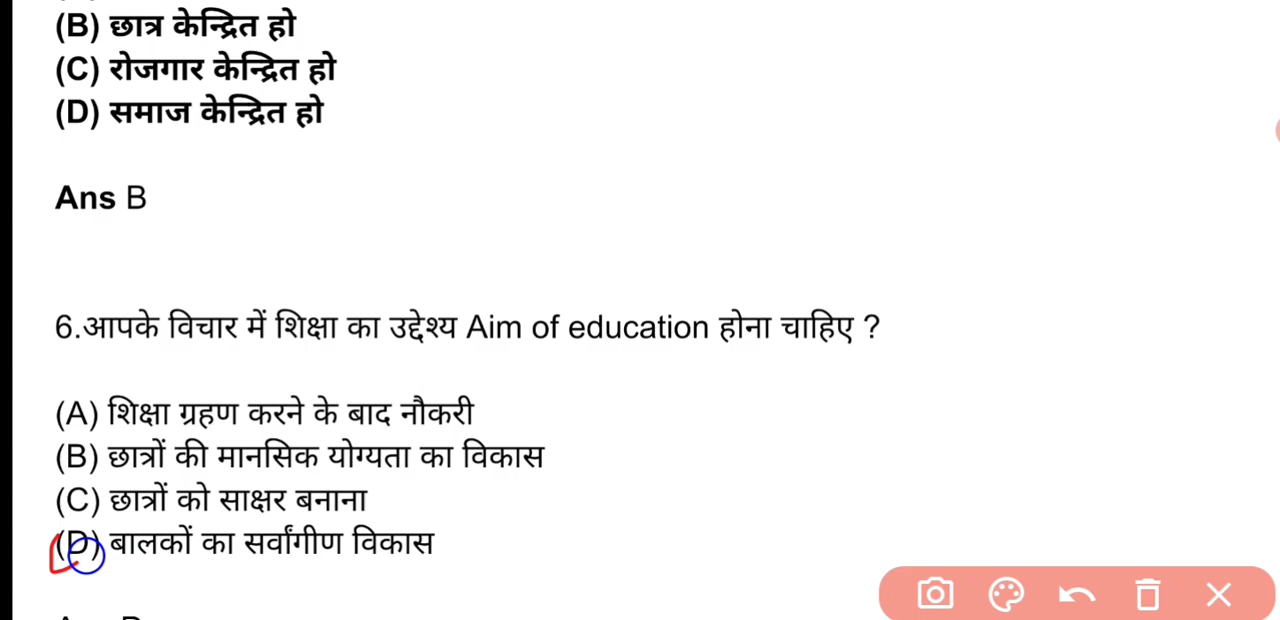 (B) छात्र केन्द्रित हो
(C) रोजगार केन्द्रित हो
(D) समाज केन्द्रित हो
Ans B
6.आपके विचार में शिक्षा का उद्देश्य Aim of education होना चाहिए ?
(A) शिक्षा ग्रहण करने के बाद नौकरी
(B) छात्रों की मानसिक योग्यता का विकास
(C) छात्रों को साक्षर बनाना
(D) बालकों का सर्वांगीण विकास